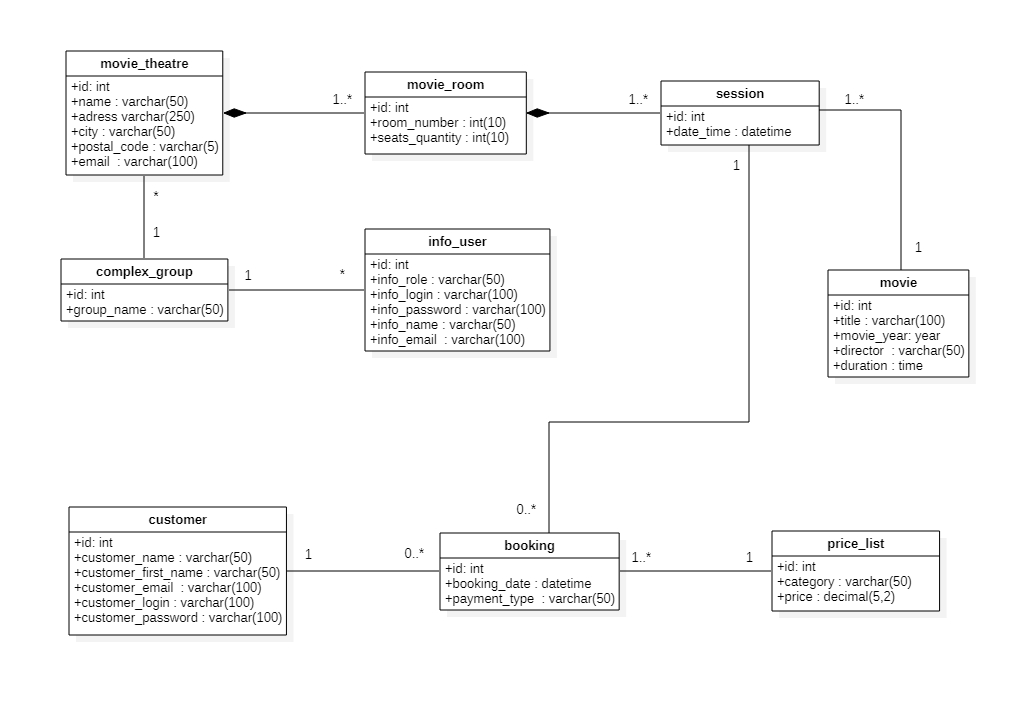 movie_theatre
+id: int
+name : varchar(50)
+adress varchar(250)
+city : varchar(50)
+postal_code : varchar(5)
+email : varchar(100)
1..*
movie_room
+id: int
+room_number : int(10)
+seats_quantity : int(10)
1..*
session
+id: int
+date_time : datetime
1..*
1
*
1
complex_group
+id: int
+group_name : varchar(50)
1
*
info_user
+id: int
+info_role : varchar(50)
+info_login : varchar(100)
+info_password : varchar(100)
+info_name : varchar(50)
+info_email : varchar(100)
1
movie
+id: int
+title : varchar(100)
+movie_year: year
+director : varchar(50)
+duration : time
0..*
customer
+id: int
+customer_name : varchar(50)
+customer_first_name : varchar(50)
+customer_email : varchar(100)
+customer_login : varchar(100)
+customer_password : varchar(100)
1
0..*
booking
+id: int
+booking_date : datetime
+payment_type : varchar(50)
1..*
1
price_list
+id: int
+category : varchar(50)
+price : decimal(5,2)